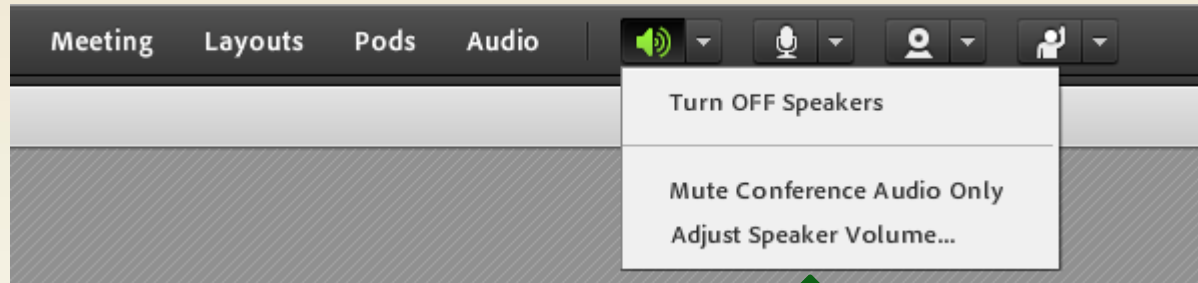 Meeting Layouts Pods Audio
Turn OFF Speakers
Mute Conference Audio Only
Adjust Speaker Volume...